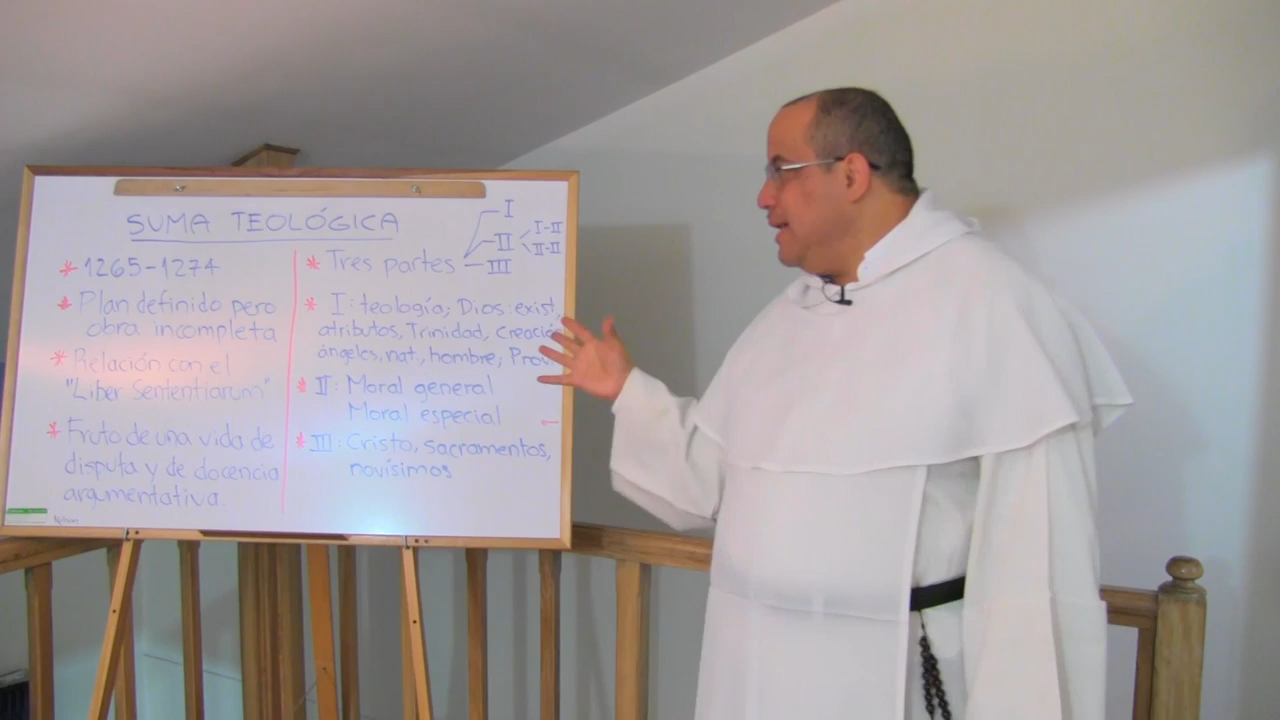 SUMA TEOLÓGICA
* 1265-1274
* Plan definido pero
obra incompleta
* Relación con el
"Liber Sententiarum"
* Fruto de una vida de
disputa y de docencia
argumentativa.
* Tres partes
I
II
I-II
II-II
III
* I: teología; Dios: exist.
atributos, Trinidad, Creación
ángeles, nat., hombre; Prov
* II: Moral general
Moral especial
* III: Cristo, sacramentos,
novísimos
Nelson